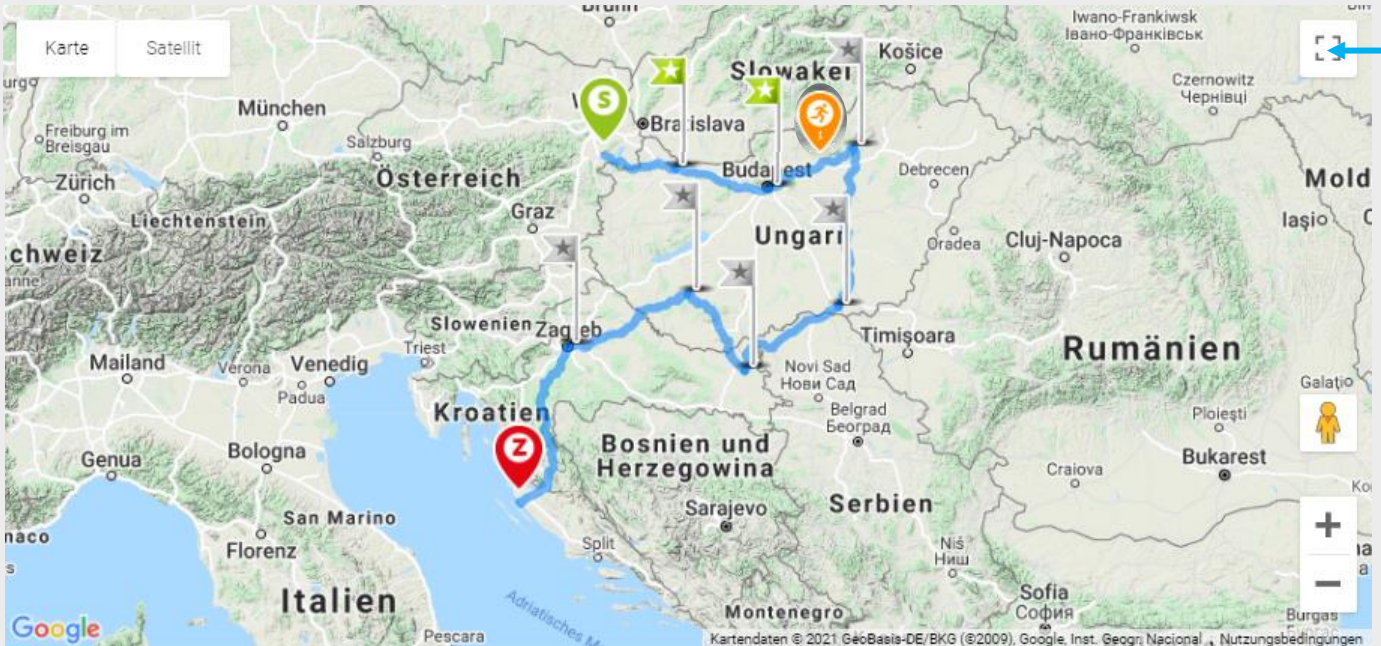 Karte
Satellit
Iwano-Frankiwsk
Івано-Франківськ
Košice
Slowakei
Czernowitz
Чернівці
München
S
Bratislava
Freiburg im
Breisgau
Salzburg
1
Zürich
Österreich
Budapest
Debrecen
Mold
Liechtenstein
Graz
Iași
Ungarn
Oradea
Cluj-Napoca
chweiz
Slowenien
Zagreb
Triest
Timișoara
Mailand
Verona
Venedig
Padua
Novi Sad
Нови Сад
Rumänien
Galați
Kroatien
Belgrad
Београд
Ploiești
Z
Bologna
Bosnien und
Herzegowina
Genua
Craiova
Bukarest
San Marino
Sarajevo
Serbien
Florenz
Split
Niš
Ниш
Italien
Sofia
София
Montenegro
Burgas
Google
Pescara
Kartendaten © 2021 GeoBasis-DE/BKG (©2009), Google, Inst. Geogr. Nacional
Nutzungsbedingungen